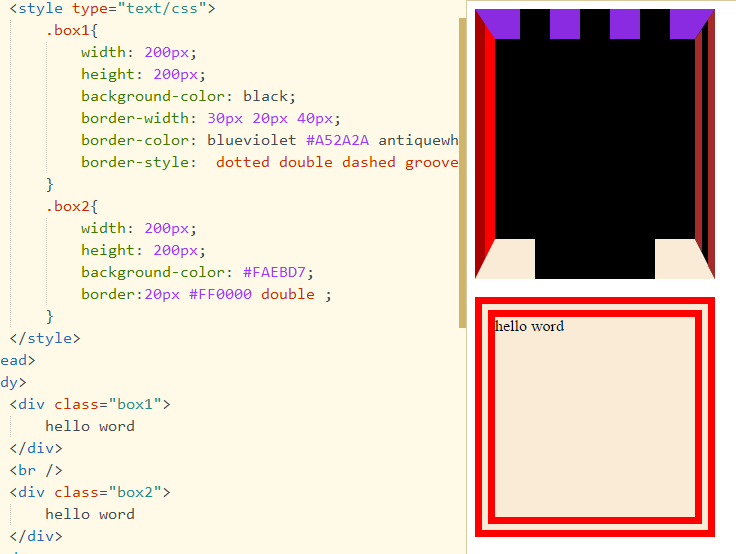 <style type="text/css">
.box1{
width: 200px;
height: 200px;
background-color: black;
border-width: 30px 20px 40px;
border-color: blueviolet #A52A2A antiquewh
border-style:  dotted double dashed groove
}
.box2{
width: 200px;
height: 200px;
background-color: #FAEBD7;
border:20px #FF0000 double ;
}
</style>
ead>
dy>
<div class="box1">
hello word
</div>
<br />
<div class="box2">
hello word
</div>
hello word